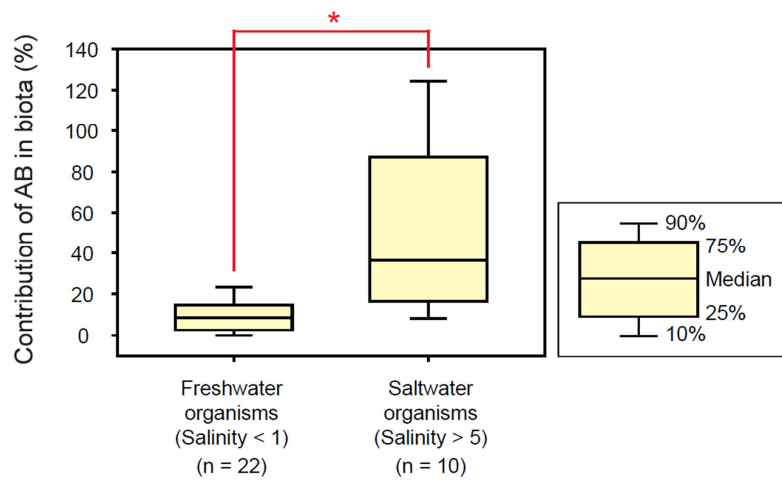 *
Contribution of AB in biota (%)
140
120
100
80
60
40
20
0
Freshwater
organisms
(Salinity < 1)
(n = 22)
Saltwater
organisms
(Salinity > 5)
(n = 10)
90%
75%
Median
25%
10%